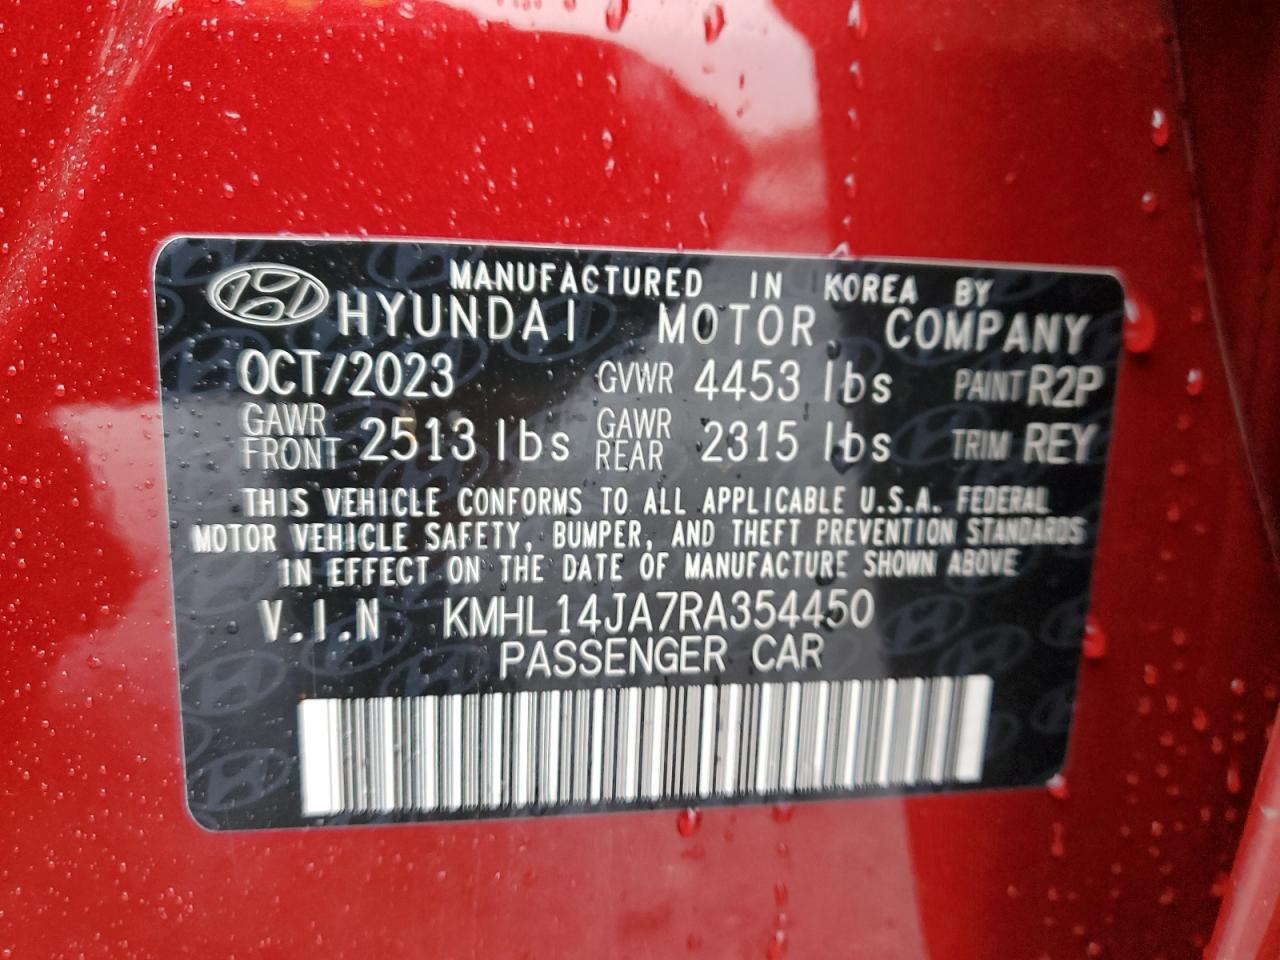 MANUFACTURED IN KOREA BY
HYUNDAI MOTOR COMPANY
OCT/2023 GVWR 4453 lbs PAINT R2P
GAWR FRONT 2513 lbs GAWR REAR 2315 lbs TRIM REY
THIS VEHICLE CONFORMS TO ALL APPLICABLE U.S.A. FEDERAL
MOTOR VEHICLE SAFETY, BUMPER, AND THEFT PREVENTION STANDARDS
IN EFFECT ON THE DATE OF MANUFACTURE SHOWN ABOVE
V.I.N KMHL14JA7RA354450
PASSENGER CAR